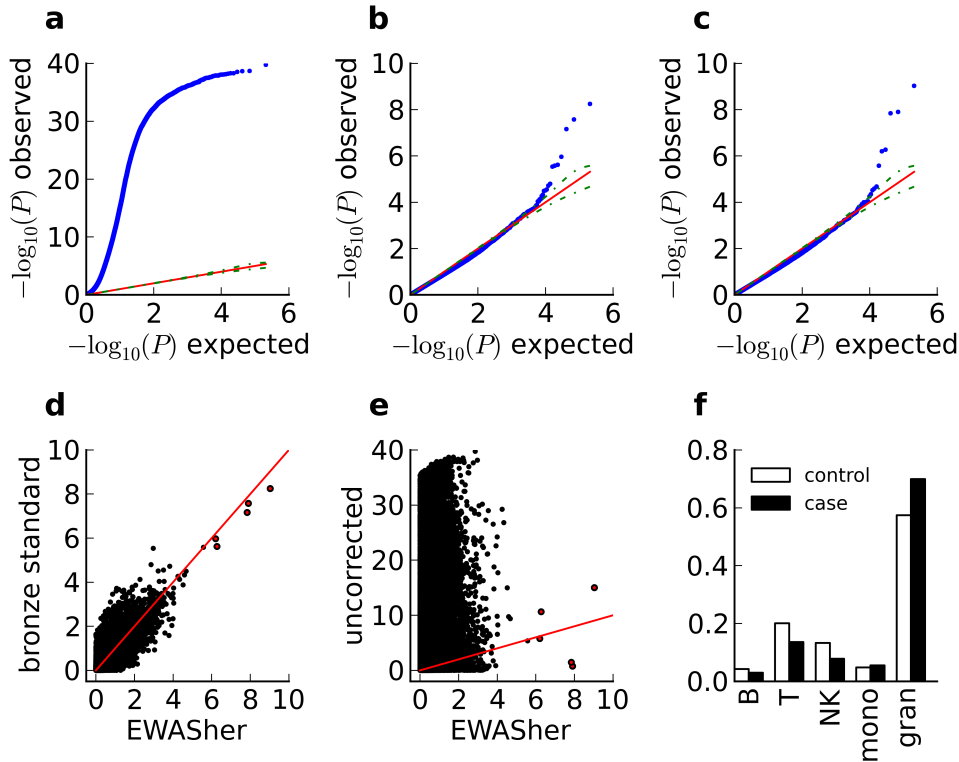 a
−log10(P) observed
40
30
20
10
0
0 2 4 6
−log10(P) expected
b
−log10(P) observed
10
8
6
4
2
0
0 2 4 6
−log10(P) expected
c
−log10(P) observed
10
8
6
4
2
0
0 2 4 6
−log10(P) expected
d
bronze standard
10
8
6
4
2
0
0 2 4 6 8 10
EWASher
e
uncorrected
40
30
20
10
0
0 2 4 6 8 10
EWASher
f
0.8
0.6
0.4
0.2
0.0
control
case
B T NK mono gran